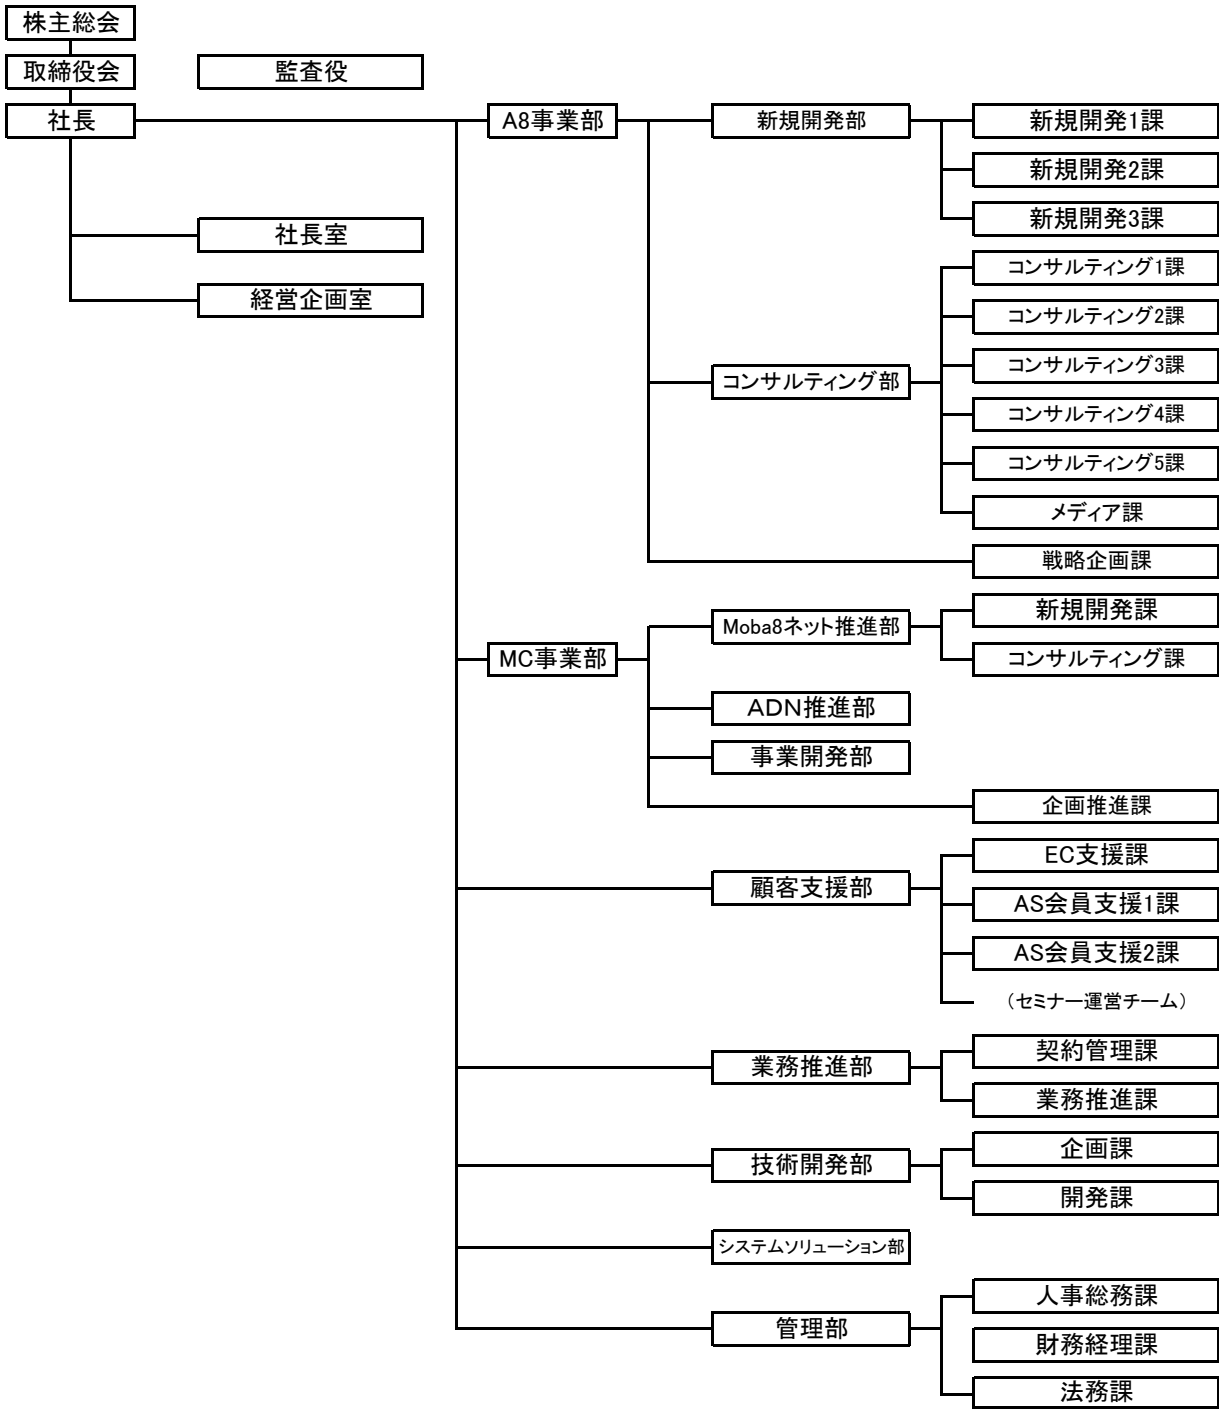 株主総会
取締役会
監査役
社長
A8事業部
新規開発部
新規開発1課
新規開発2課
新規開発3課
社長室
経営企画室
コンサルティング1課
コンサルティング2課
コンサルティング3課
コンサルティング部
コンサルティング4課
コンサルティング5課
メディア課
戦略企画課
MC事業部
Moba8ネット推進部
新規開発課
コンサルティング課
ADN推進部
事業開発部
企画推進課
顧客支援部
EC支援課
AS会員支援1課
AS会員支援2課
(セミナー運営チーム)
業務推進部
契約管理課
業務推進課
技術開発部
企画課
開発課
システムソリューション部
管理部
人事総務課
財務経理課
法務課